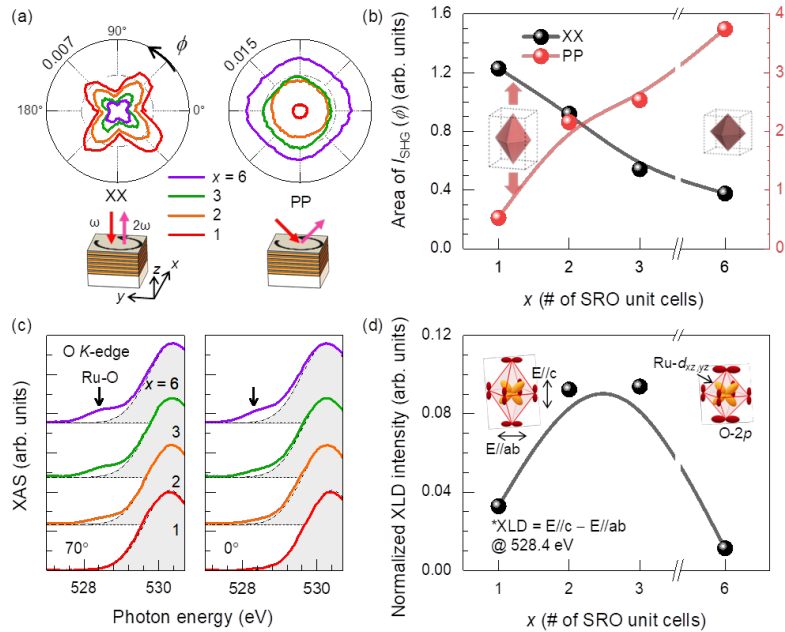 (a)
0.007
90°
ϕ
180°
0°
XX
0.015
PP
x = 6
3
2
1
ω
2ω
z
x
y
(b)
XX
PP
Area of I_SHG (ϕ) (arb. units)
1.6
1.2
0.8
0.4
0.0
4
3
2
1
0
1
2
3
6
x (# of SRO unit cells)
(c)
O K-edge
Ru-O
x = 6
3
2
1
70°
0°
XAS (arb. units)
528
530
528
530
Photon energy (eV)
(d)
Normalized XLD intensity (arb. units)
0.12
0.08
0.04
0.00
E//c
E//ab
Ru-d_xz,yz
O-2p
*XLD = E//c − E//ab
@ 528.4 eV
1
2
3
6
x (# of SRO unit cells)